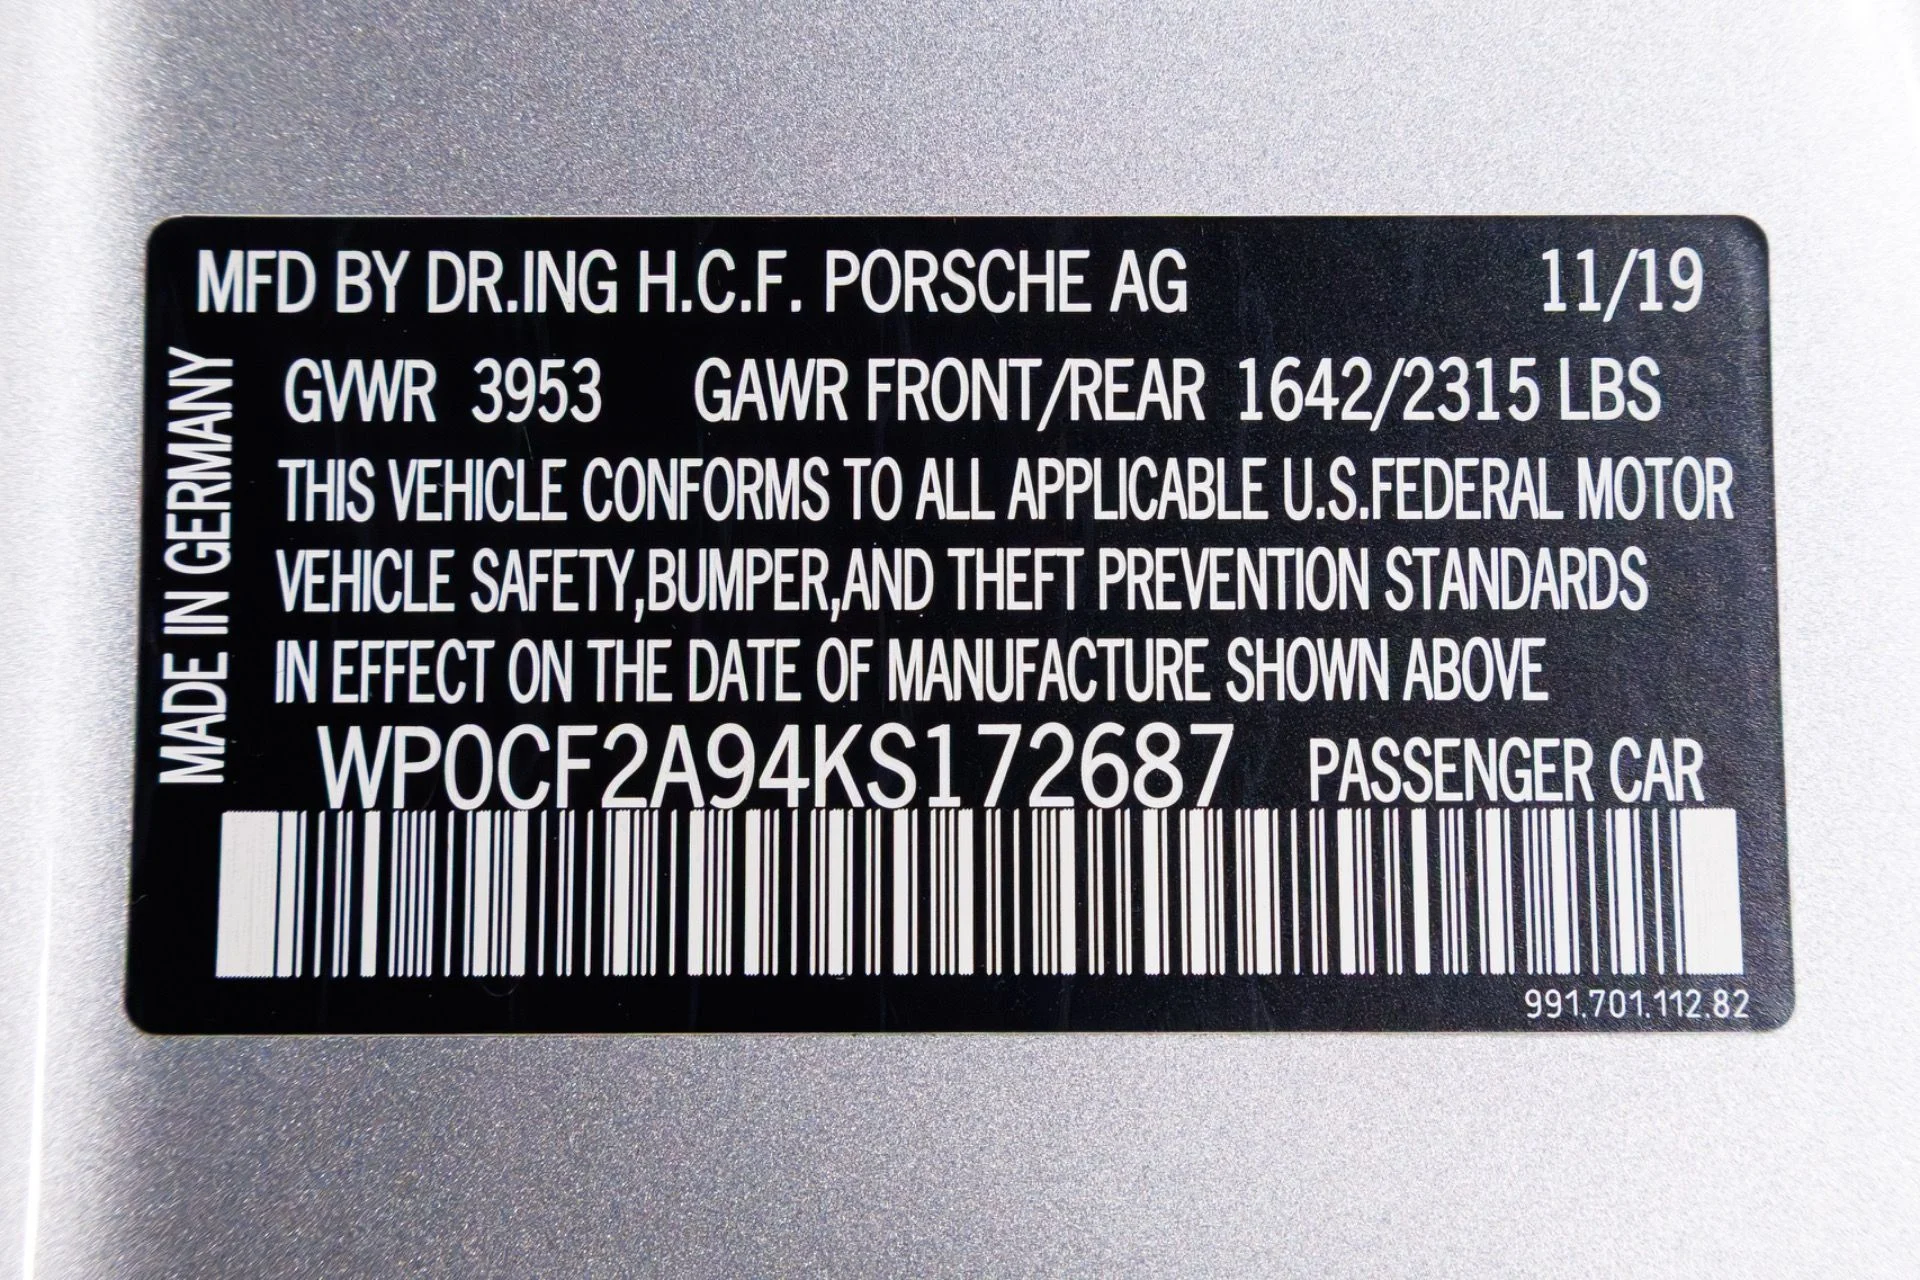 MFD BY DR.ING H.C.F. PORSCHE AG 11/19
GVWR 3953 GAWR FRONT/REAR 1642/2315 LBS
THIS VEHICLE CONFORMS TO ALL APPLICABLE U.S.FEDERAL MOTOR
VEHICLE SAFETY,BUMPER,AND THEFT PREVENTION STANDARDS
IN EFFECT ON THE DATE OF MANUFACTURE SHOWN ABOVE
WP0CF2A94KS172687 PASSENGER CAR
991.701.112.82
MADE IN GERMANY